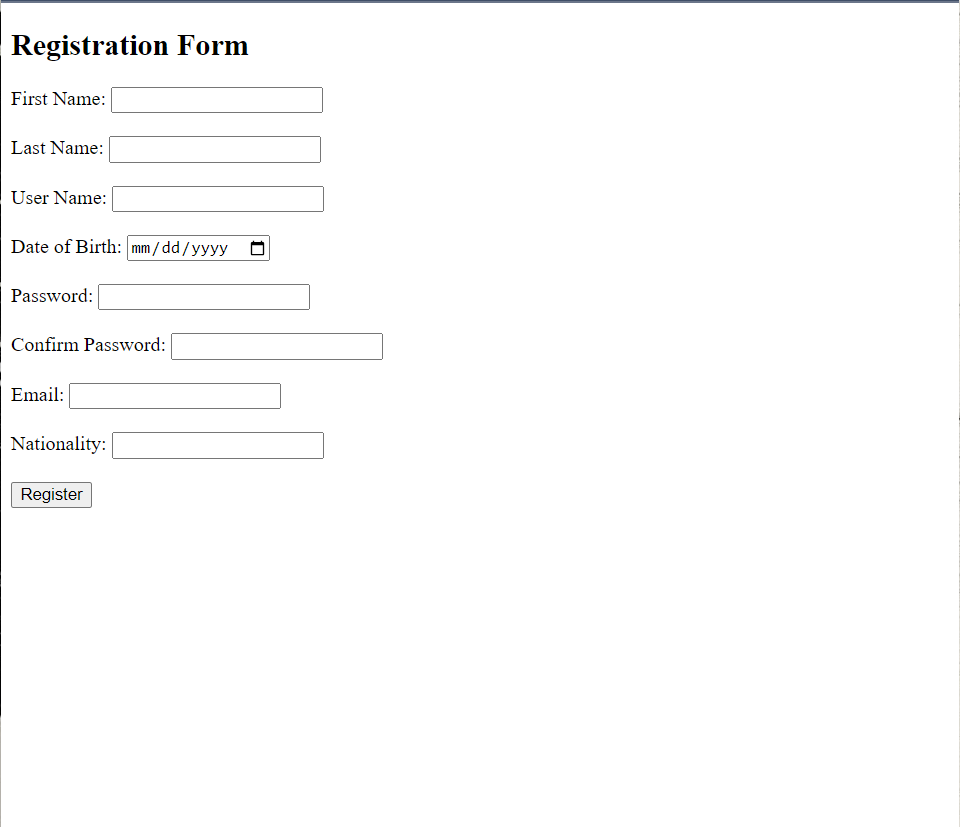 Registration Form
First Name:
Last Name:
User Name:
Date of Birth: mm/dd/yyyy
Password:
Confirm Password:
Email:
Nationality:
Register